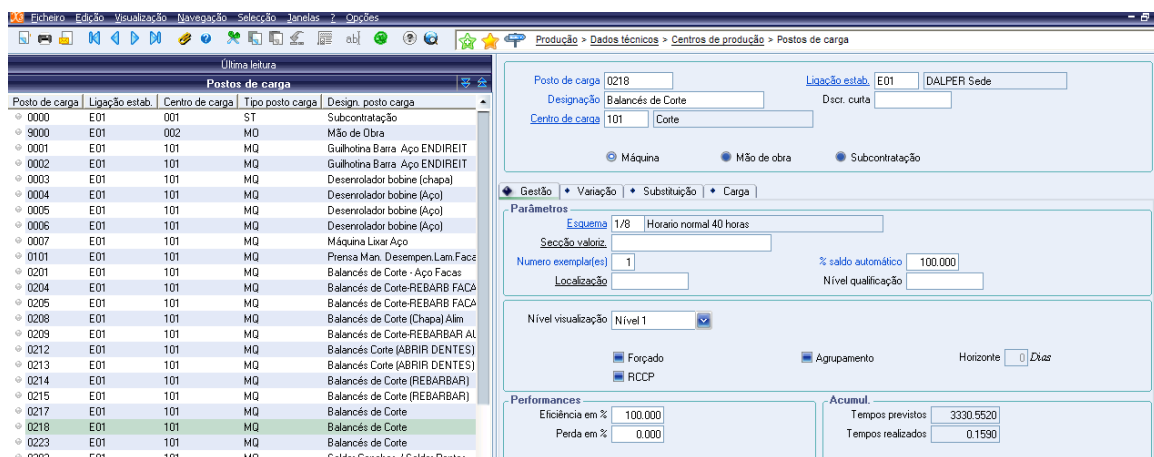 Ficheiro Edição Visualização Navegação Selecção Janelas ? Opções
Produção > Dados técnicos > Centros de produção > Postos de carga
Última leitura
Postos de carga
Posto de carga Ligação estab. Centro de carga Tipo posto carga Design. posto carga
0000 E01 001 ST Subcontratação
9000 E01 002 MO Mão de Obra
0001 E01 101 MQ Guilhotina Barra Aço ENDIREIT
0002 E01 101 MQ Guilhotina Barra Aço ENDIREIT
0003 E01 101 MQ Desenrolador bobine (chapa)
0004 E01 101 MQ Desenrolador bobine (Aço)
0005 E01 101 MQ Desenrolador bobine (Aço)
0006 E01 101 MQ Desenrolador bobine (Aço)
0007 E01 101 MQ Máquina Lixar Aço
0101 E01 101 MQ Prensa Man. Desempen.Lam.Faca
0201 E01 101 MQ Balancés de Corte - Aço Facas
0204 E01 101 MQ Balancés de Corte-REBARB FACA
0205 E01 101 MQ Balancés de Corte-REBARB FACA
0208 E01 101 MQ Balancés de Corte (Chapa) Alim
0209 E01 101 MQ Balancés de Corte-REBARBAR AL
0212 E01 101 MQ Balancés Corte (ABRIR DENTES)
0213 E01 101 MQ Balancés Corte (ABRIR DENTES)
0214 E01 101 MQ Balancés de Corte (REBARBAR)
0215 E01 101 MQ Balancés de Corte (REBARBAR)
0217 E01 101 MQ Balancés de Corte
0218 E01 101 MQ Balancés de Corte
0223 E01 101 MQ Balancés de Corte
Posto de carga 0218 Ligação estab. E01 DALPER Sede
Designação Balancés de Corte Dscr. curta
Centro de carga 101 Corte
Máquina Mão de obra Subcontratação
Gestão Variação Substituição Carga
Parâmetros
Esquema 1/8 Horario normal 40 horas
Secção valoriz.
Numero exemplar(es) 1 % saldo automático 100.000
Localização Nível qualificação
Nível visualização Nível 1
Forçado Agrupamento Horizonte 0 Dias
RCCP
Performances Acumul.
Eficiência em % 100.000 Tempos previstos 3330.5520
Perda em % 0.000 Tempos realizados 0.1590